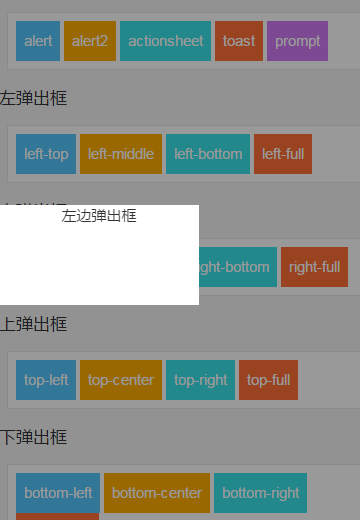 alert alert2 actionsheet toast prompt
左弹出框
left-top left-middle left-bottom left-full
左边弹出框
right-bottom right-full
上弹出框
top-left top-center top-right top-full
下弹出框
bottom-left bottom-center bottom-right